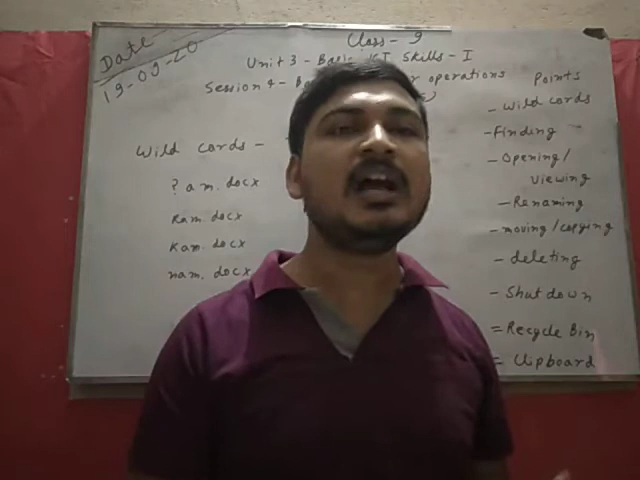 Date
19-09-20
Class - 9
Unit 3 - Basic ICT Skills - I
Session 4 - operations
Wild cards -
? am. docx
Ram. docx
Kam. docx
nam. docx
Points
- Wild cards
- Finding
- Opening/
viewing
- Renaming
- moving/copying
- deleting
- Shut down
= Recycle Bin
= Clipboard